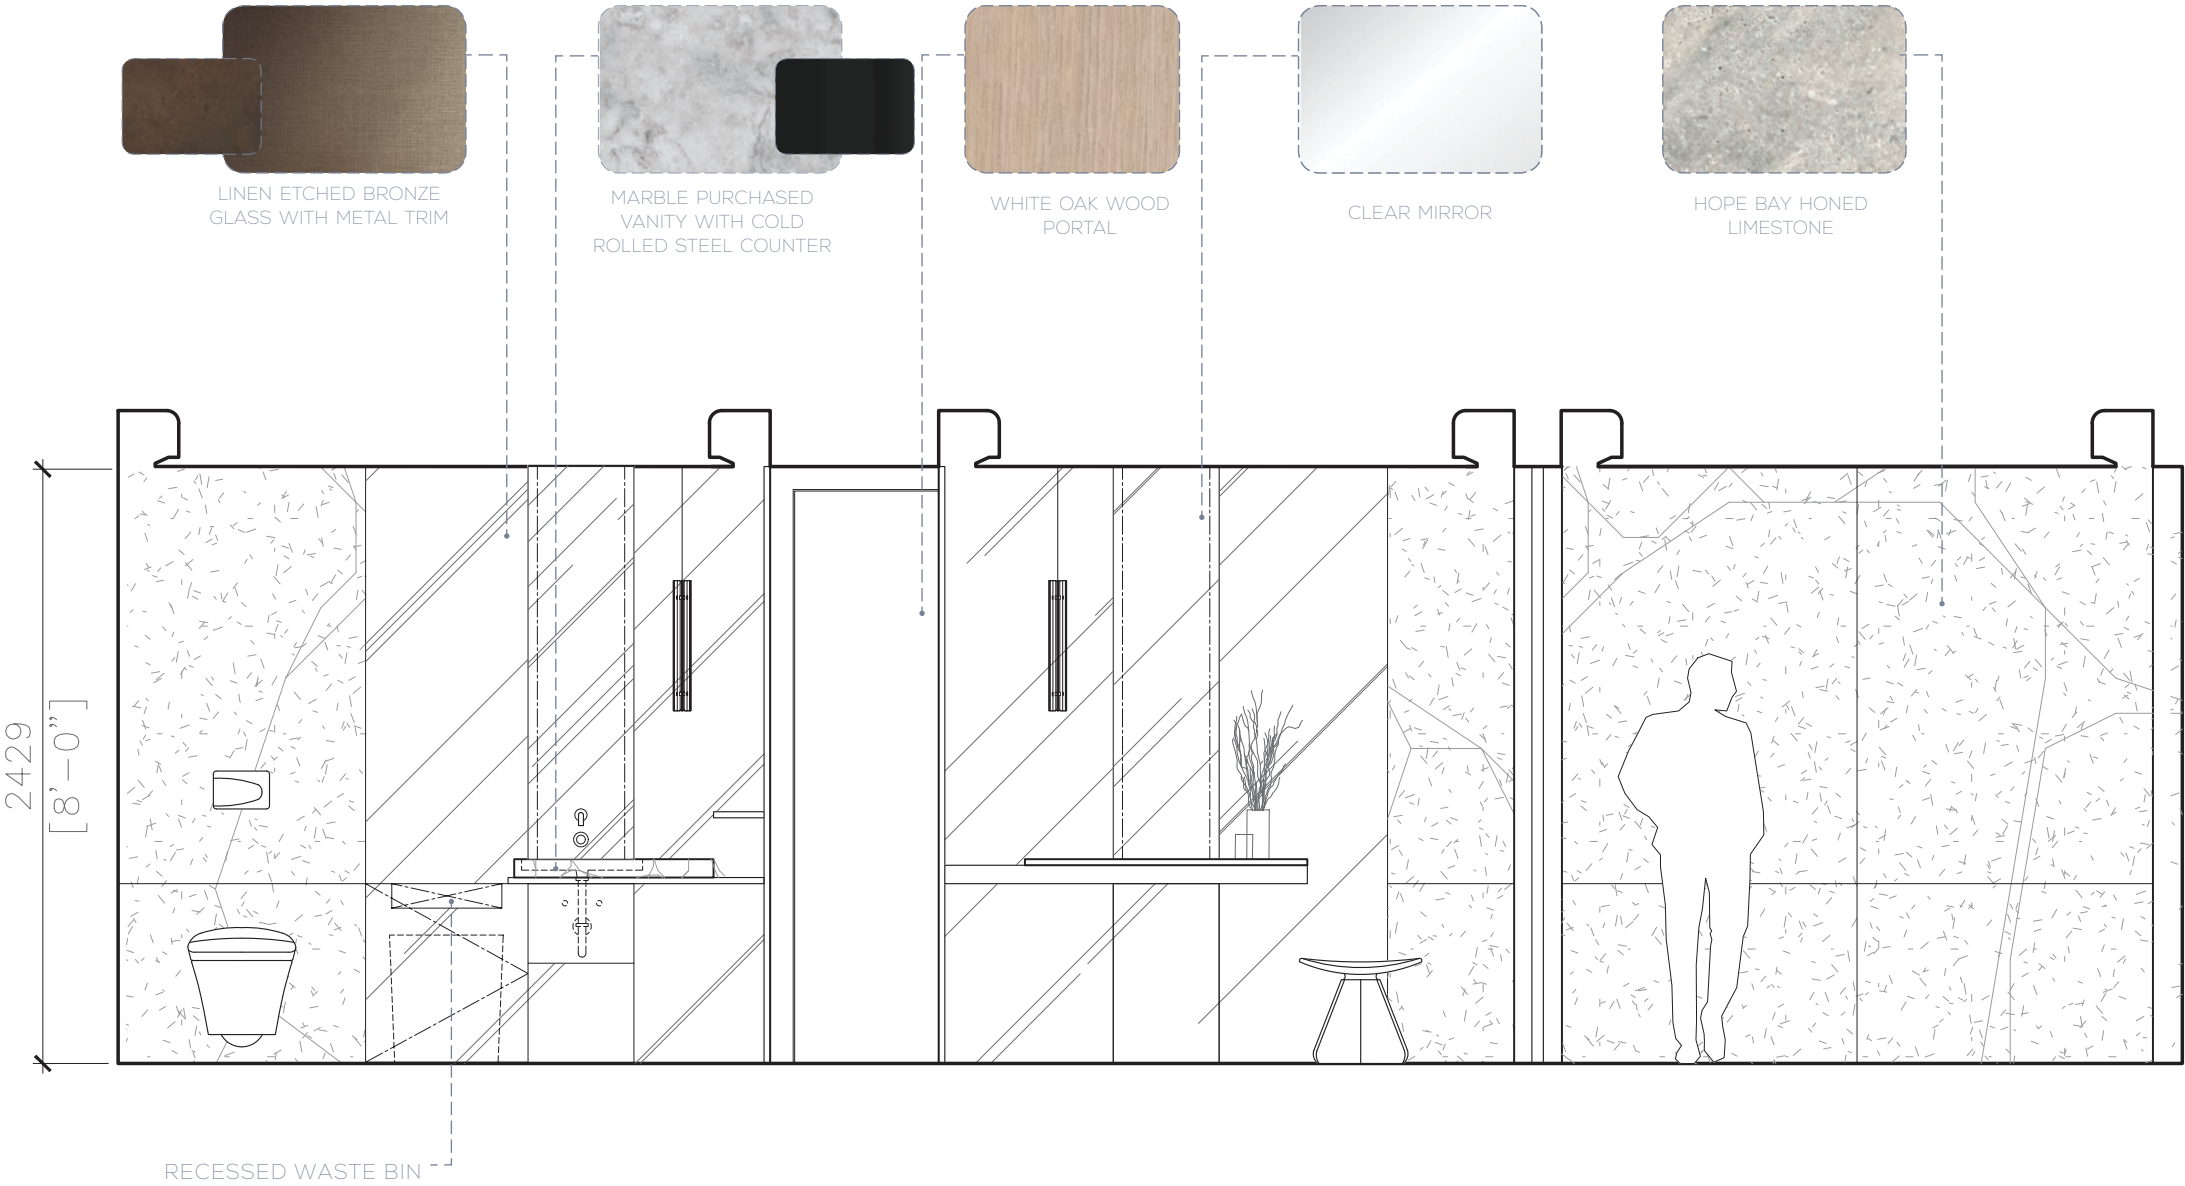 LINEN ETCHED BRONZE
GLASS WITH METAL TRIM
MARBLE PURCHASED
VANITY WITH COLD
ROLLED STEEL COUNTER
WHITE OAK WOOD
PORTAL
CLEAR MIRROR
HOPE BAY HONED
LIMESTONE
2429
[8'-0"]
RECESSED WASTE BIN